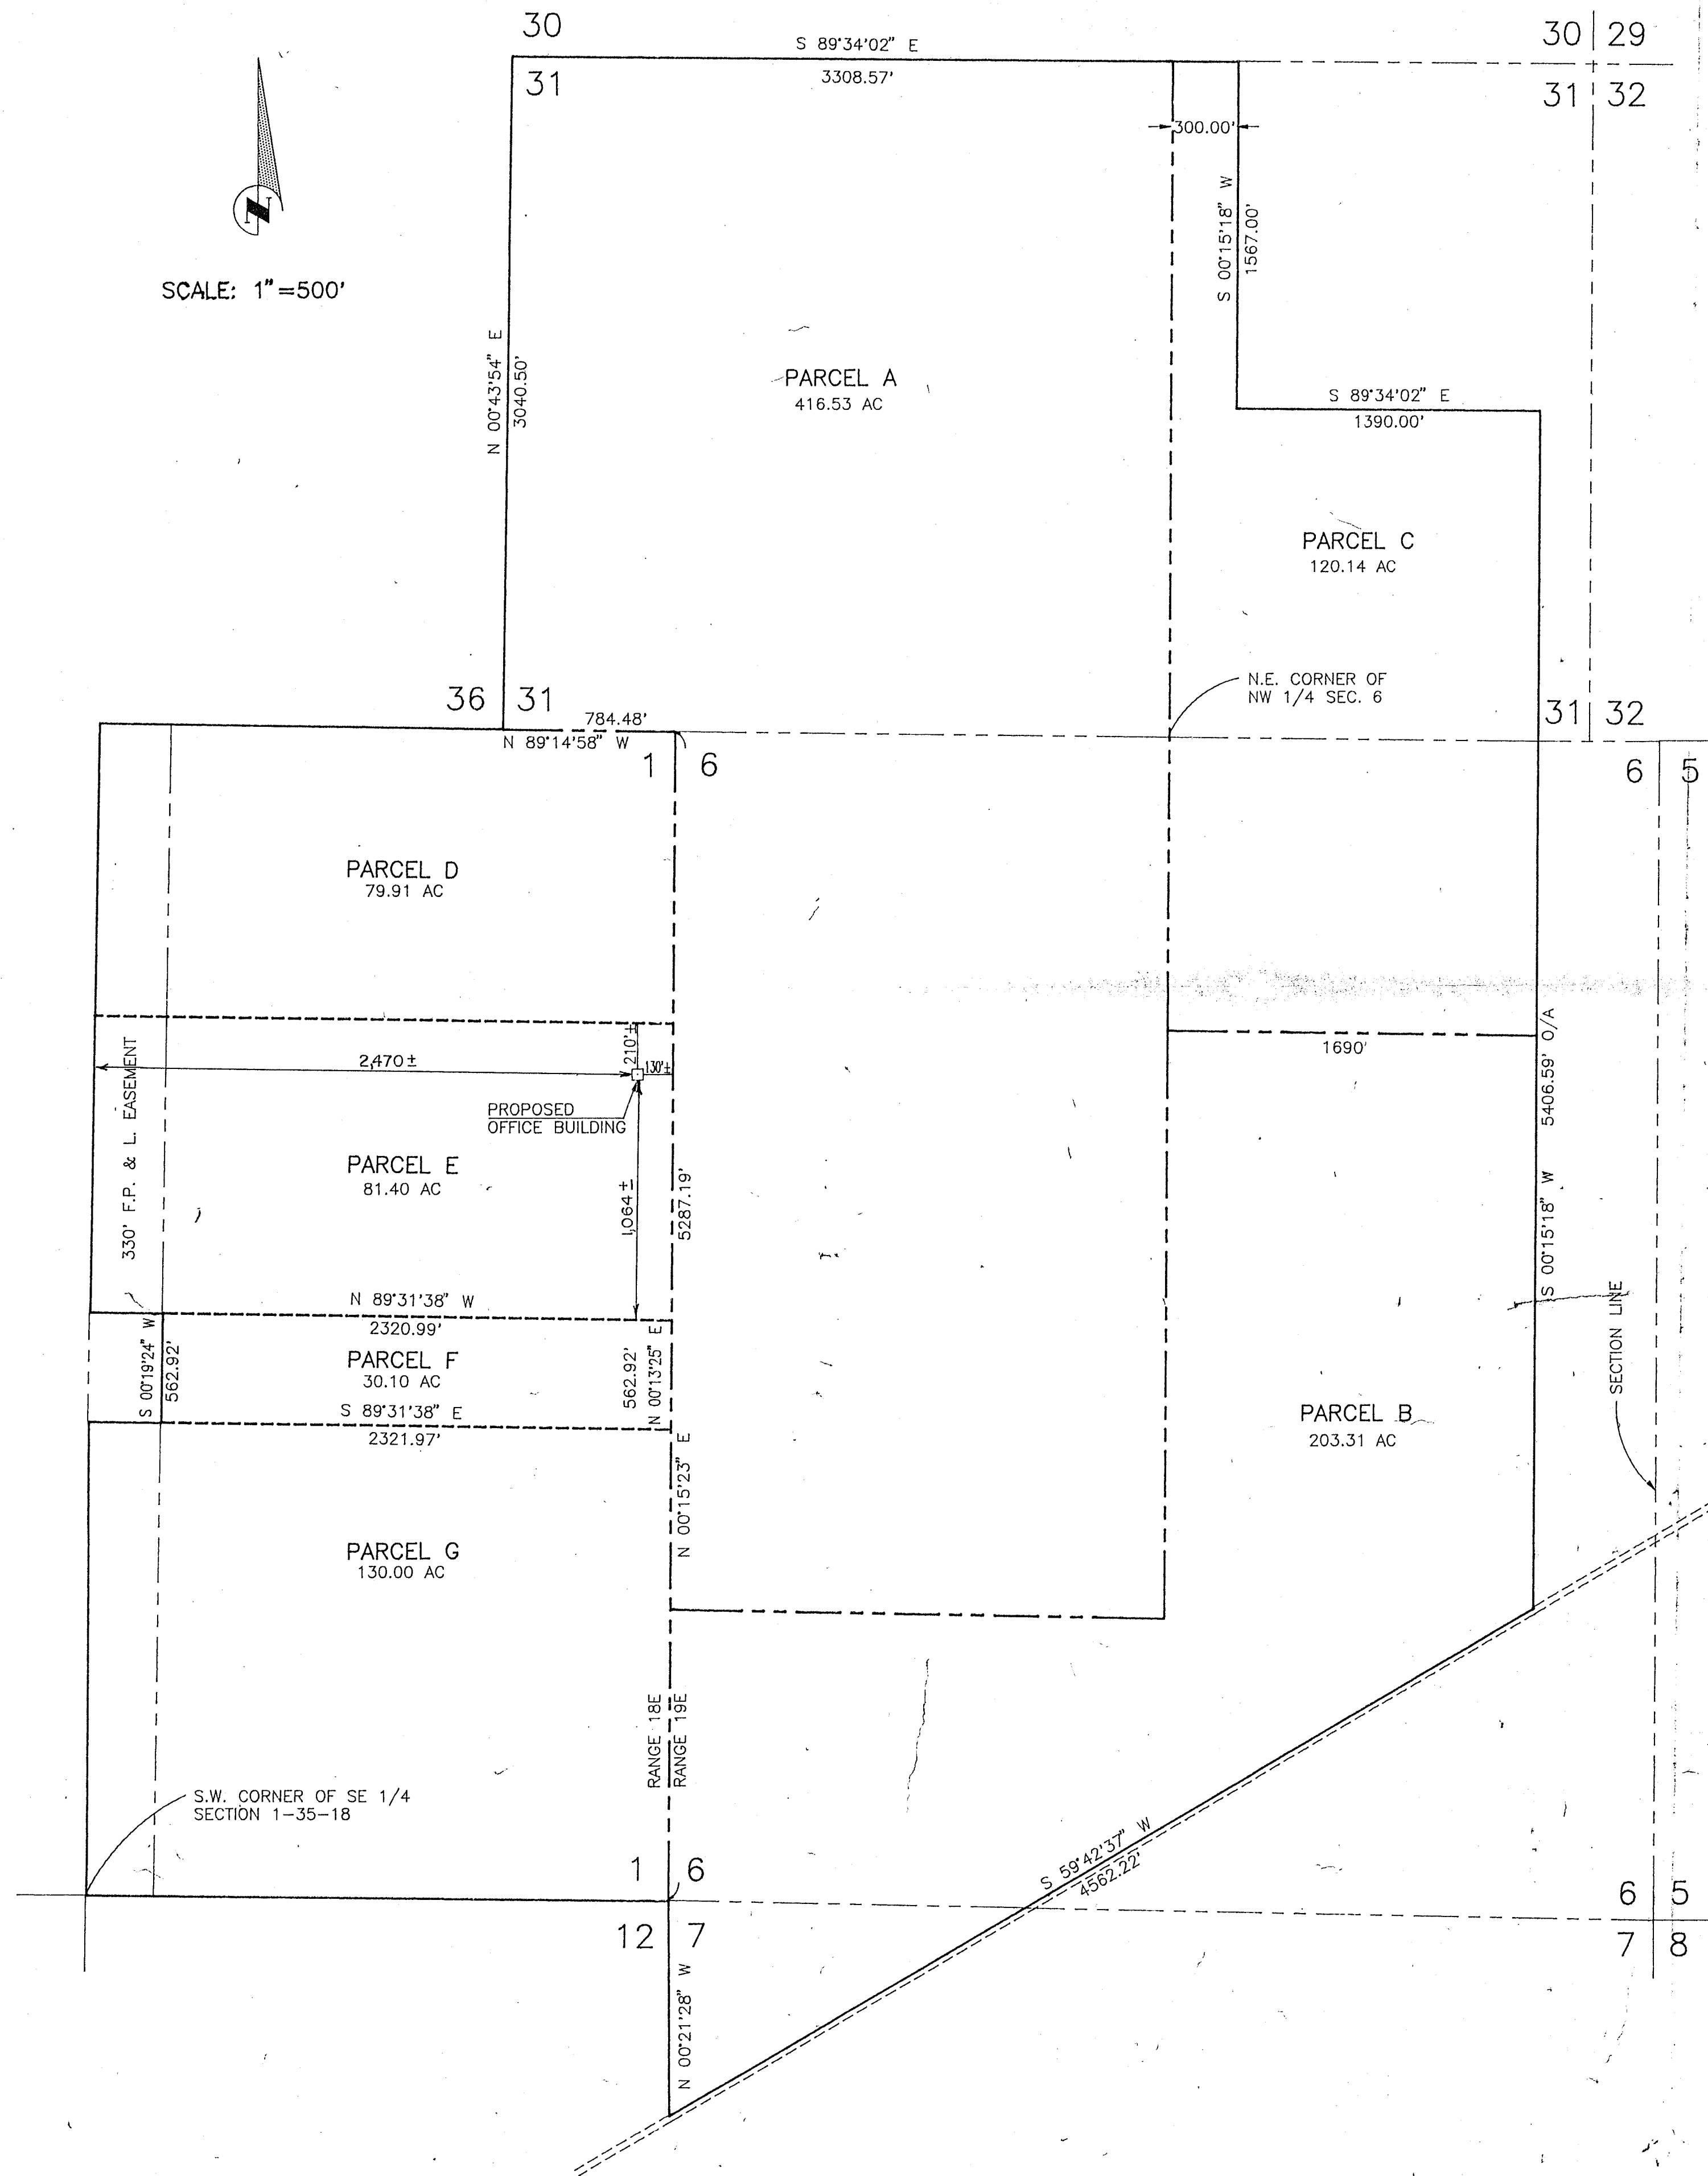 30
S 89°34'02" E
30 29
31
3308.57'
31 32
300.00'
N
SCALE: 1"=500'
S 00°15'18" W
1567.00'
N 00°43'54" E
3040.50'
PARCEL A
416.53 AC
S 89°34'02" E
1390.00'
PARCEL C
120.14 AC
N.E. CORNER OF
NW 1/4 SEC. 6
36 31
784.48'
N 89°14'58" W
31 32
1 6
6 5
PARCEL D
79.91 AC
330' F.P. & L. EASEMENT
2,470 ±
210'±
130'±
PROPOSED
OFFICE BUILDING
1690'
S 00°15'18" W 5406.59' O/A
PARCEL E
81.40 AC
1,064 ±
5287.19'
N 89°31'38" W
2320.99'
SECTION LINE
S 00°19'24" W
562.92'
PARCEL F
30.10 AC
562.92'
N 00°13'25" E
S 89°31'38" E
2321.97'
PARCEL B
203.31 AC
N 00°15'23" E
PARCEL G
130.00 AC
RANGE 18E
RANGE 19E
S.W. CORNER OF SE 1/4
SECTION 1-35-18
S 59°42'37" W
4562.22'
1 6
6 5
12 7
7 8
N 00°21'28" W